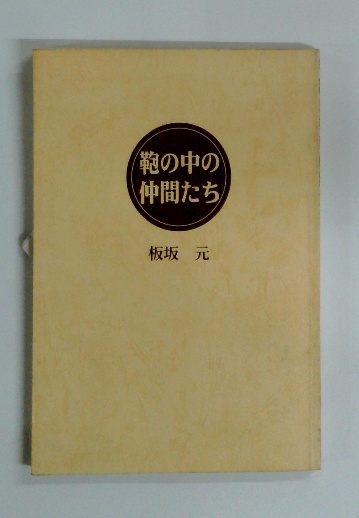 鞄の中の
仲間たち
板坂　元